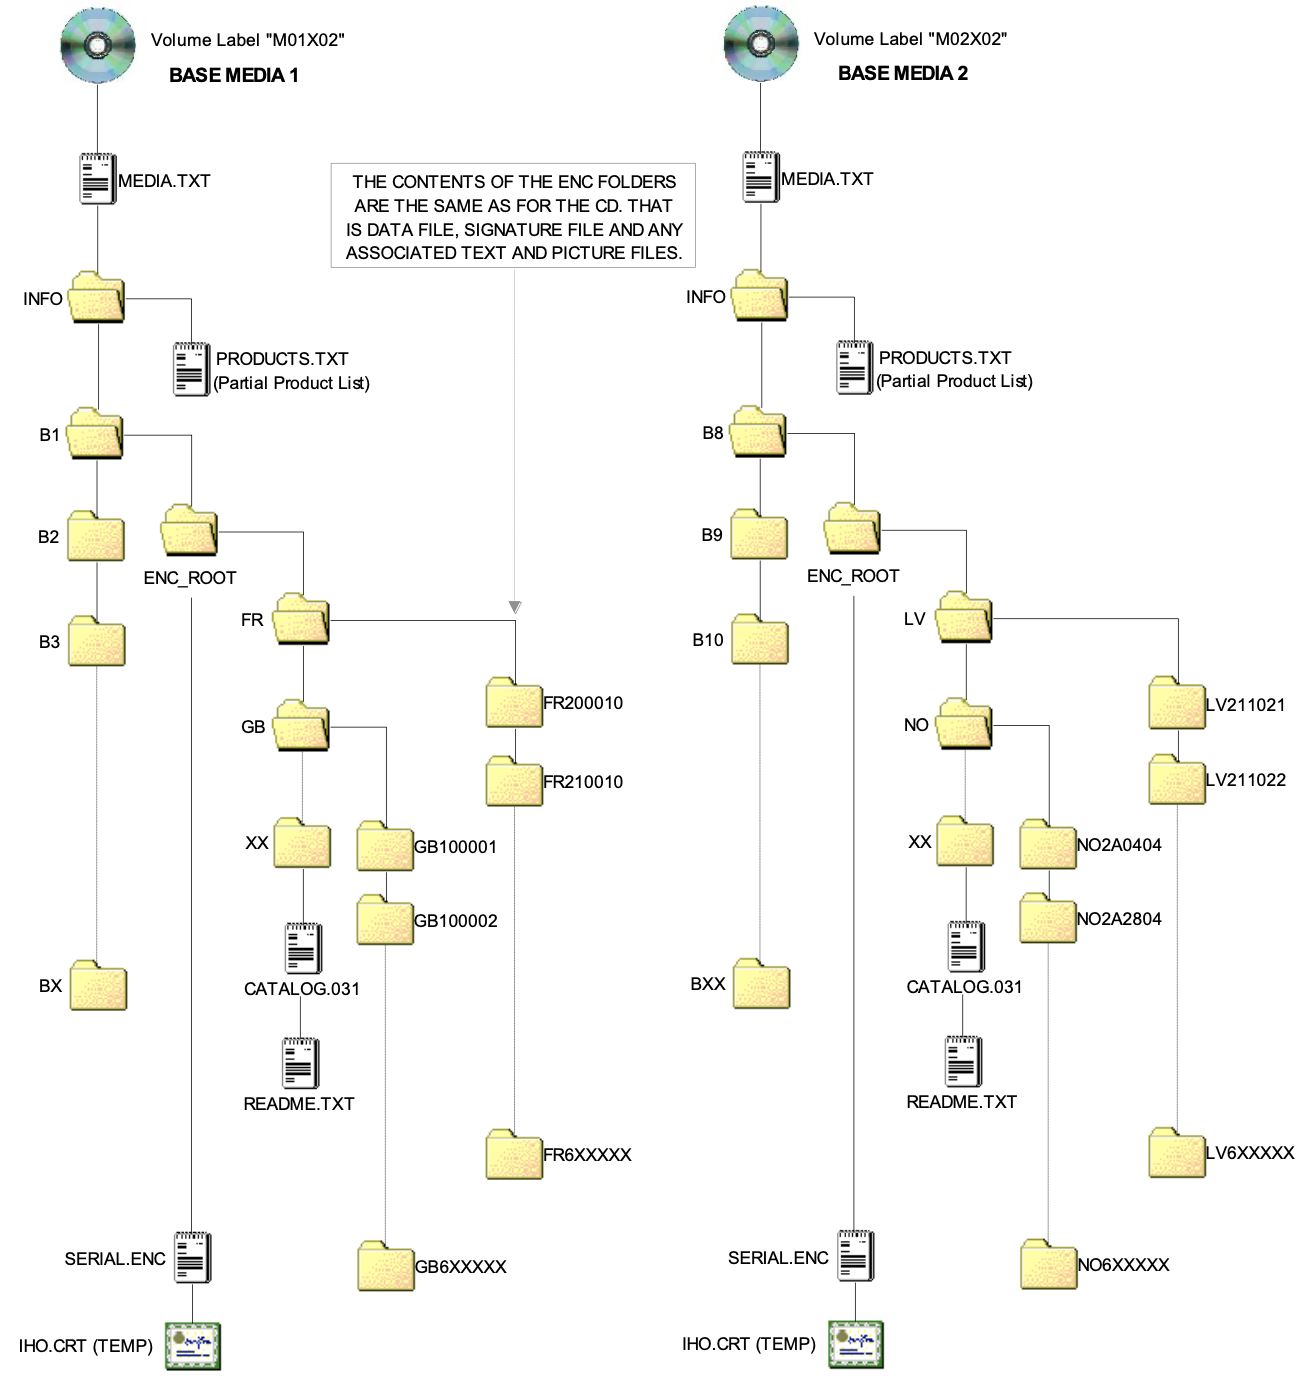 Volume Label "M01X02"
BASE MEDIA 1
MEDIA.TXT
THE CONTENTS OF THE ENC FOLDERS
ARE THE SAME AS FOR THE CD. THAT
IS DATA FILE, SIGNATURE FILE AND ANY
ASSOCIATED TEXT AND PICTURE FILES.
INFO
PRODUCTS.TXT
(Partial Product List)
B1
B2
ENC_ROOT
FR
B3
FR200010
GB
FR210010
XX
GB100001
GB100002
BX
CATALOG.031
README.TXT
FR6XXXXX
SERIAL.ENC
GB6XXXXX
IHO.CRT (TEMP)
Volume Label "M02X02"
BASE MEDIA 2
MEDIA.TXT
INFO
PRODUCTS.TXT
(Partial Product List)
B8
B9
ENC_ROOT
LV
B10
LV211021
NO
LV211022
XX
NO2A0404
NO2A2804
BXX
CATALOG.031
README.TXT
LV6XXXXX
SERIAL.ENC
NO6XXXXX
IHO.CRT (TEMP)